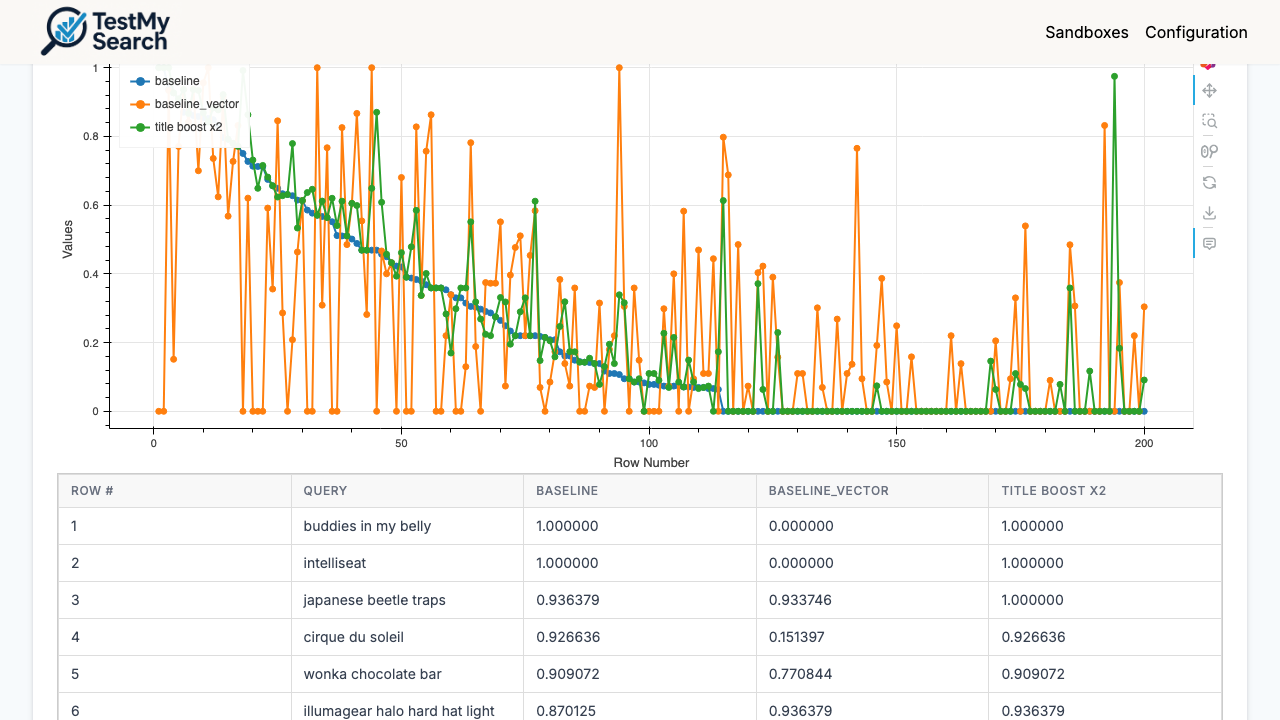 TestMy
Search
Sandboxes Configuration
baseline
baseline_vector
title boost x2
1
0.8
0.6
0.4
0.2
0
Values
0 50 100 150 200
Row Number
ROW # QUERY BASELINE BASELINE_VECTOR TITLE BOOST X2
1 buddies in my belly 1.000000 0.000000 1.000000
2 intelliseat 1.000000 0.000000 1.000000
3 japanese beetle traps 0.936379 0.933746 1.000000
4 cirque du soleil 0.926636 0.151397 0.926636
5 wonka chocolate bar 0.909072 0.770844 0.909072
6 illumagear halo hard hat light 0.870125 0.936379 0.936379